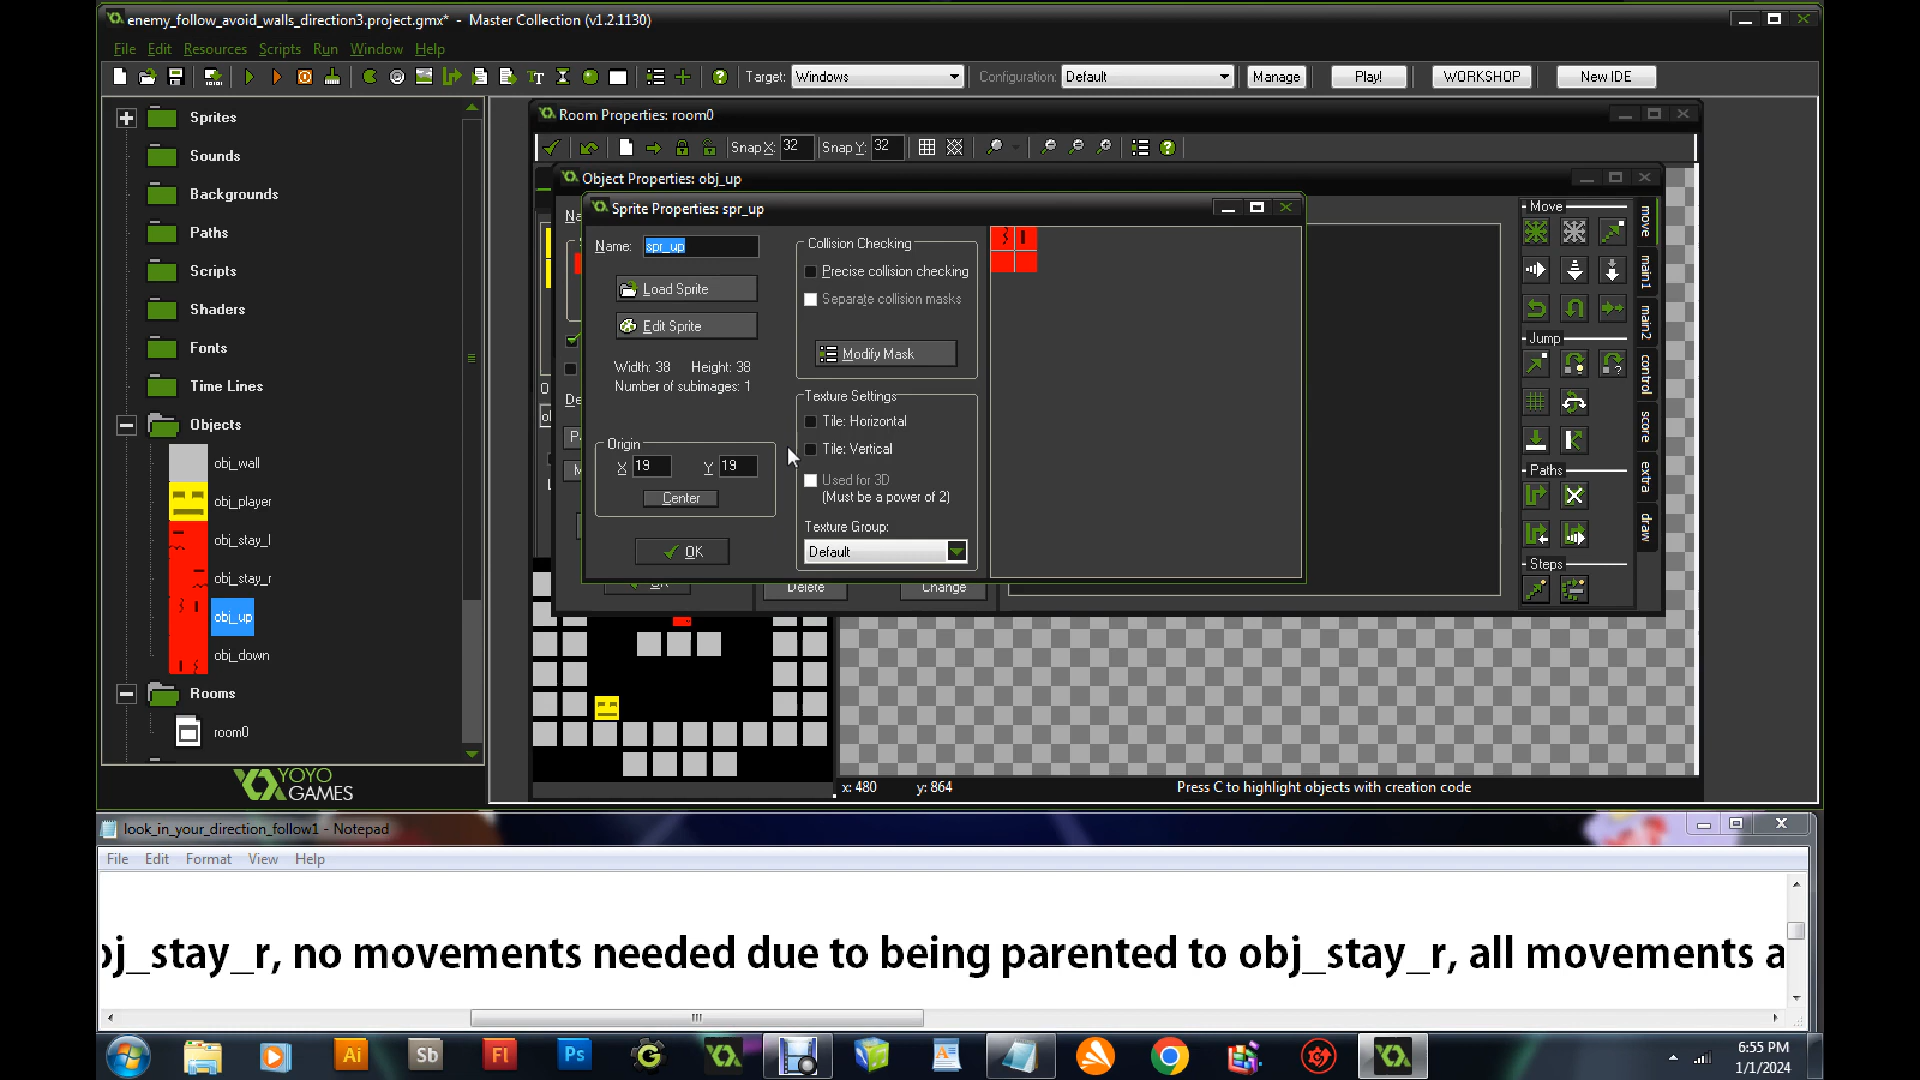 enemy_follow_avoid_walls_direction3.project.gmx* - Master Collection (v1.2.1130)
File Edit Resources Scripts Run Window Help
Target: Windows Configuration: Default Manage Play! WORKSHOP New IDE
Sprites
Sounds
Backgrounds
Paths
Scripts
Shaders
Fonts
Time Lines
Objects
obj_wall
obj_player
obj_stay_l
obj_stay_r
obj_up
obj_down
Rooms
room0
YOYO
GAMES
Room Properties: room0
Snap X: 32 Snap Y: 32
Object Properties: obj_up
Sprite Properties: spr_up
Name: spr_up
Load Sprite
Edit Sprite
Width: 38 Height: 38
Number of subimages: 1
Origin
X 19 Y 19
Center
OK
Collision Checking
Precise collision checking
Separate collision masks
Modify Mask
Texture Settings
Tile: Horizontal
Tile: Vertical
Used for 3D
(Must be a power of 2)
Texture Group:
Default
Delete Change
Move
Jump
Paths
Steps
move
main1
main2
control
score
extra
draw
x: 480 y: 864 Press C to highlight objects with creation code
look_in_your_direction_follow1 - Notepad
File Edit Format View Help
obj_stay_r, no movements needed due to being parented to obj_stay_r, all movements a
Ai Sb Fl Ps
6:55 PM
1/1/2024